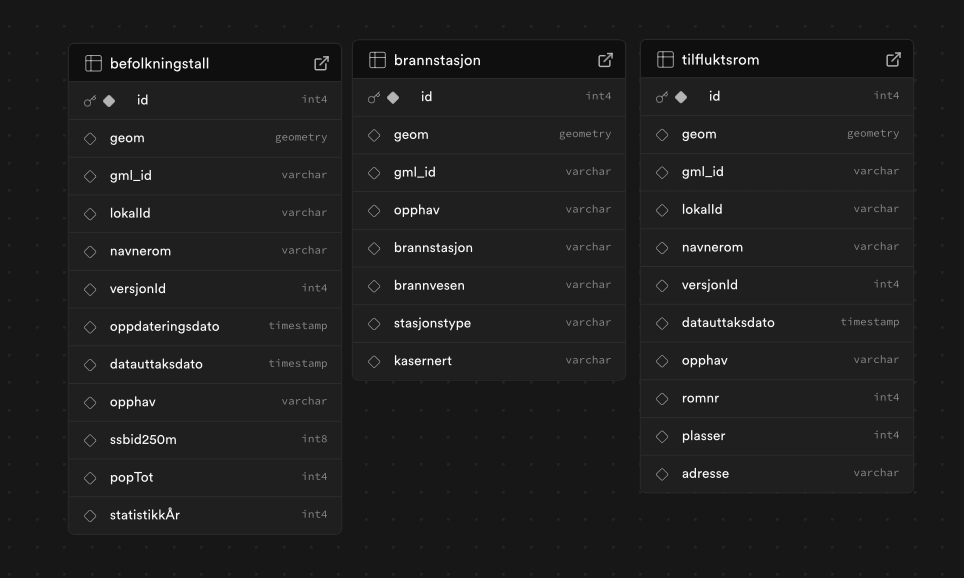 befolkningstall
id int4
geom geometry
gml_id varchar
lokalId varchar
navnerom varchar
versjonId int4
oppdateringsdato timestamp
datauttaksdato timestamp
opphav varchar
ssbid250m int8
popTot int4
statistikkÅr int4
brannstasjon
id int4
geom geometry
gml_id varchar
opphav varchar
brannstasjon varchar
brannvesen varchar
stasjonstype varchar
kasernert varchar
tilfluktsrom
id int4
geom geometry
gml_id varchar
lokalId varchar
navnerom varchar
versjonId int4
datauttaksdato timestamp
opphav varchar
romnr int4
plasser int4
adresse varchar